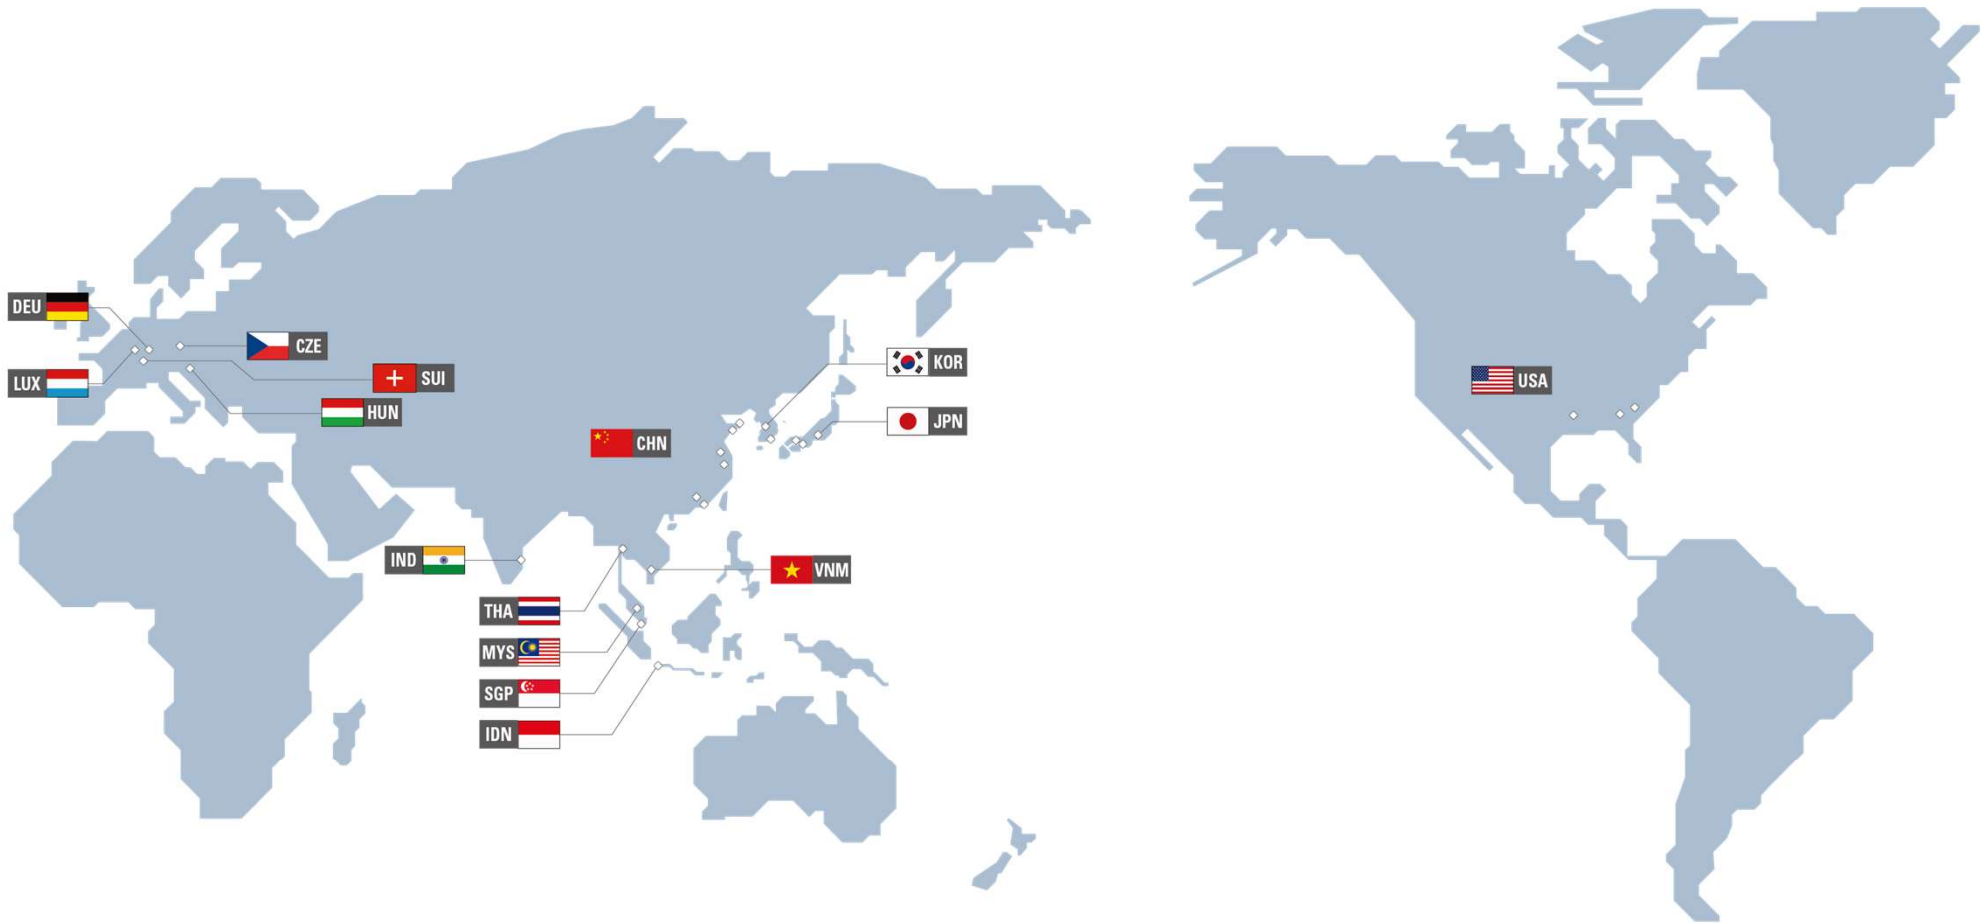 DEU
CZE
LUX
SUI
HUN
KOR
JPN
CHN
USA
IND
VNM
THA
MYS
SGP
IDN